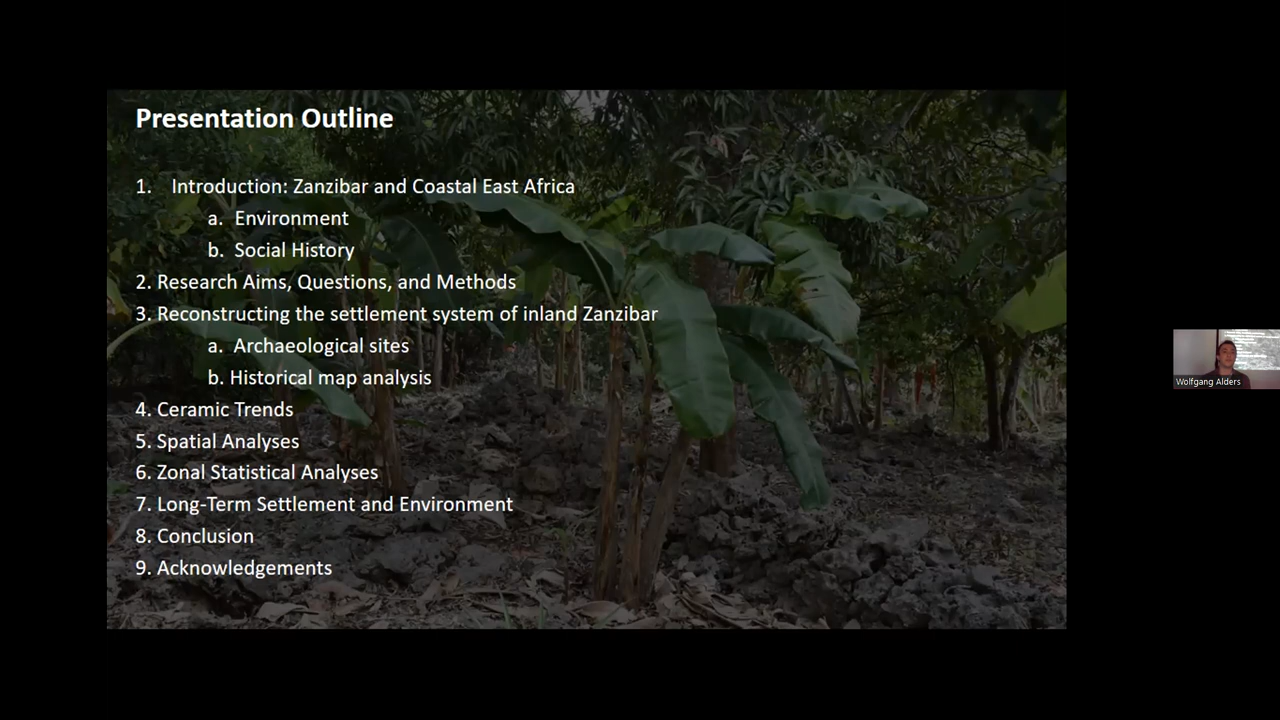 Presentation Outline
1. Introduction: Zanzibar and Coastal East Africa
a. Environment
b. Social History
2. Research Aims, Questions, and Methods
3. Reconstructing the settlement system of inland Zanzibar
a. Archaeological sites
b. Historical map analysis
4. Ceramic Trends
5. Spatial Analyses
6. Zonal Statistical Analyses
7. Long-Term Settlement and Environment
8. Conclusion
9. Acknowledgements
Wolfgang Alders